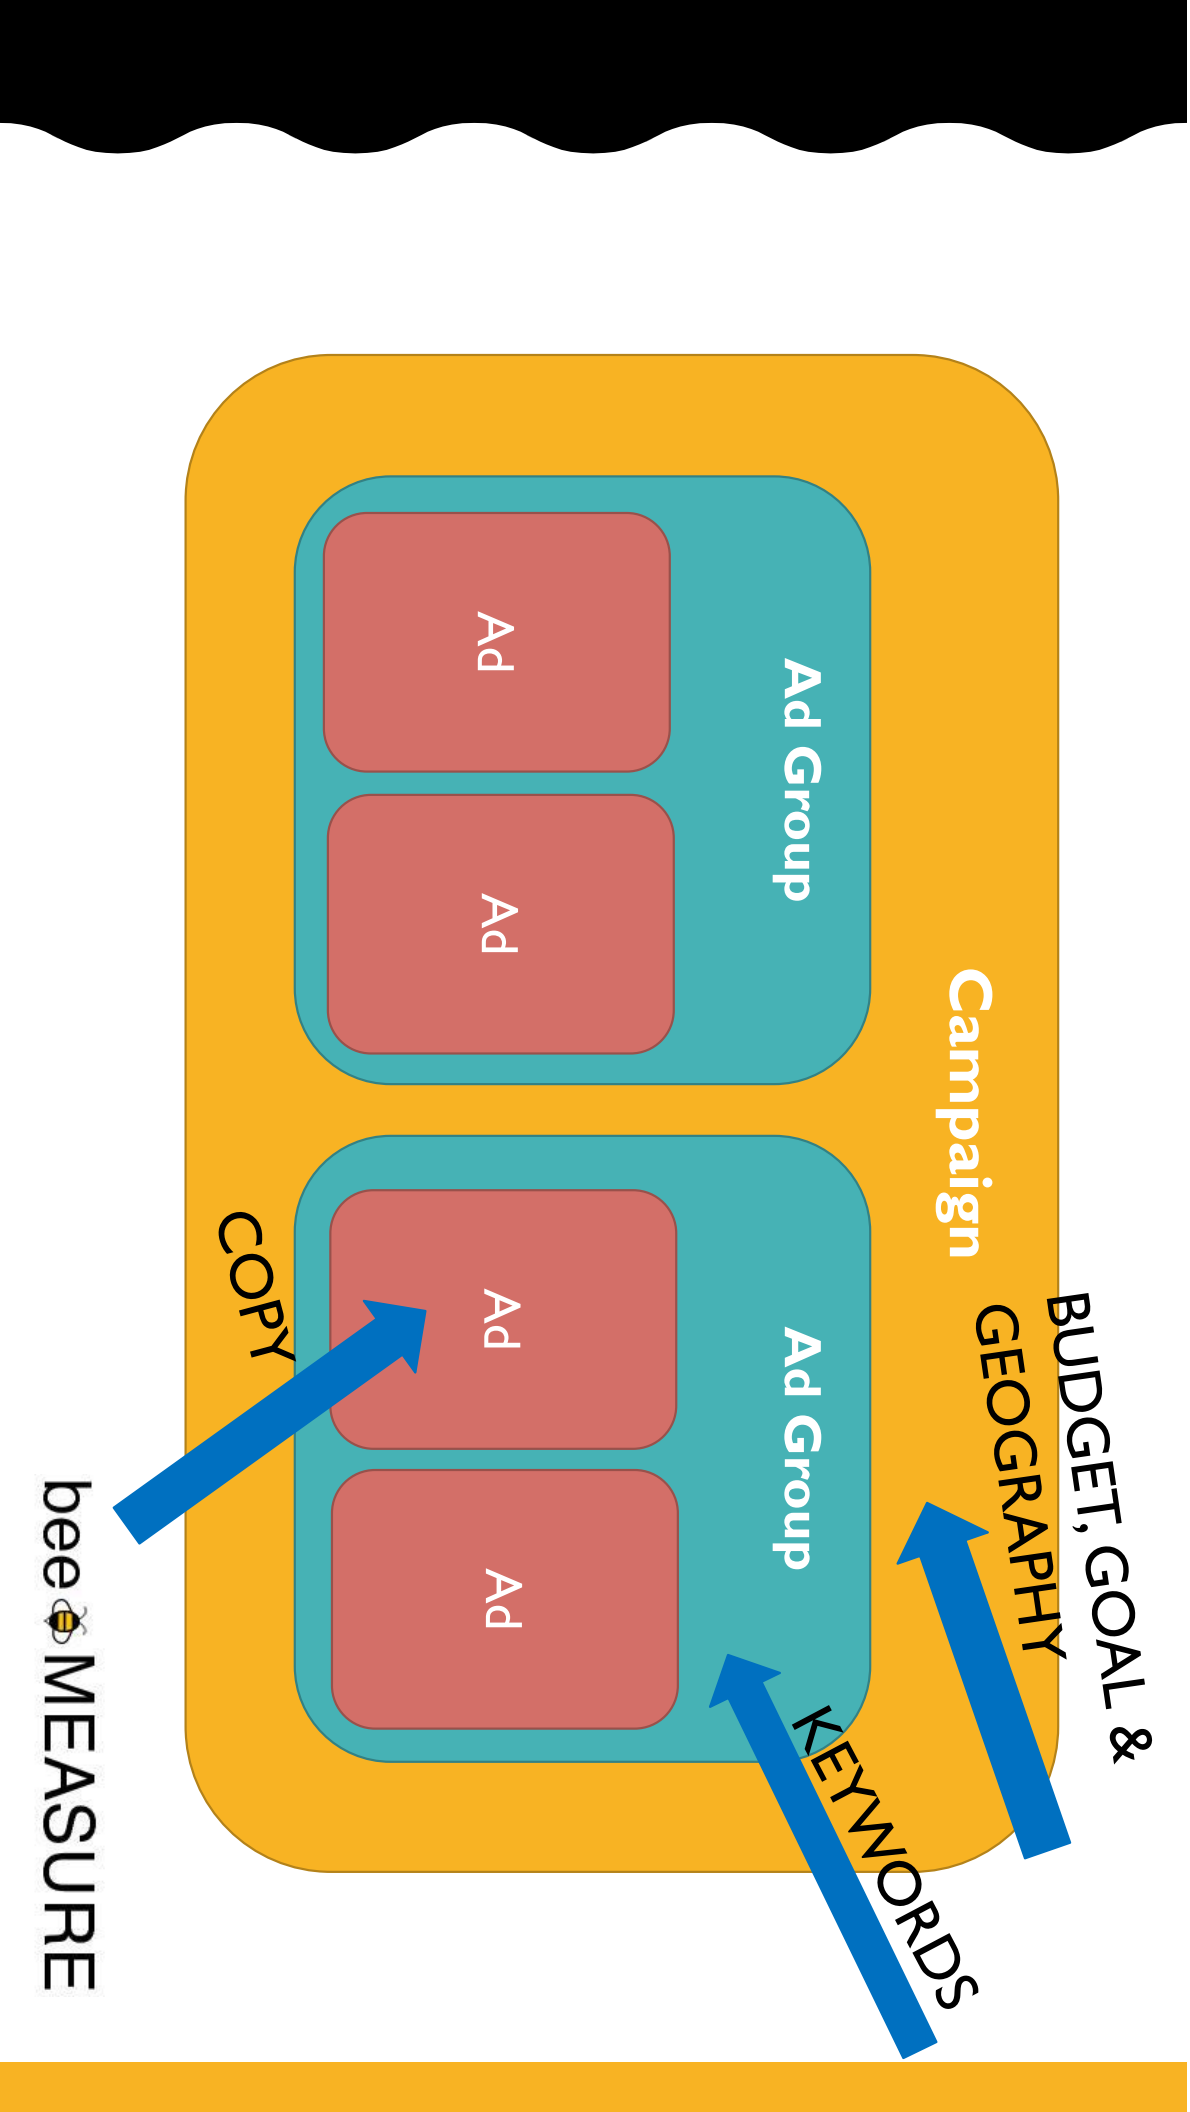 Campaign
BUDGET, GOAL &
GEOGRAPHY
Ad Group
Ad Group
KEYWORDS
Ad
Ad
Ad
Ad
COPY
bee MEASURE